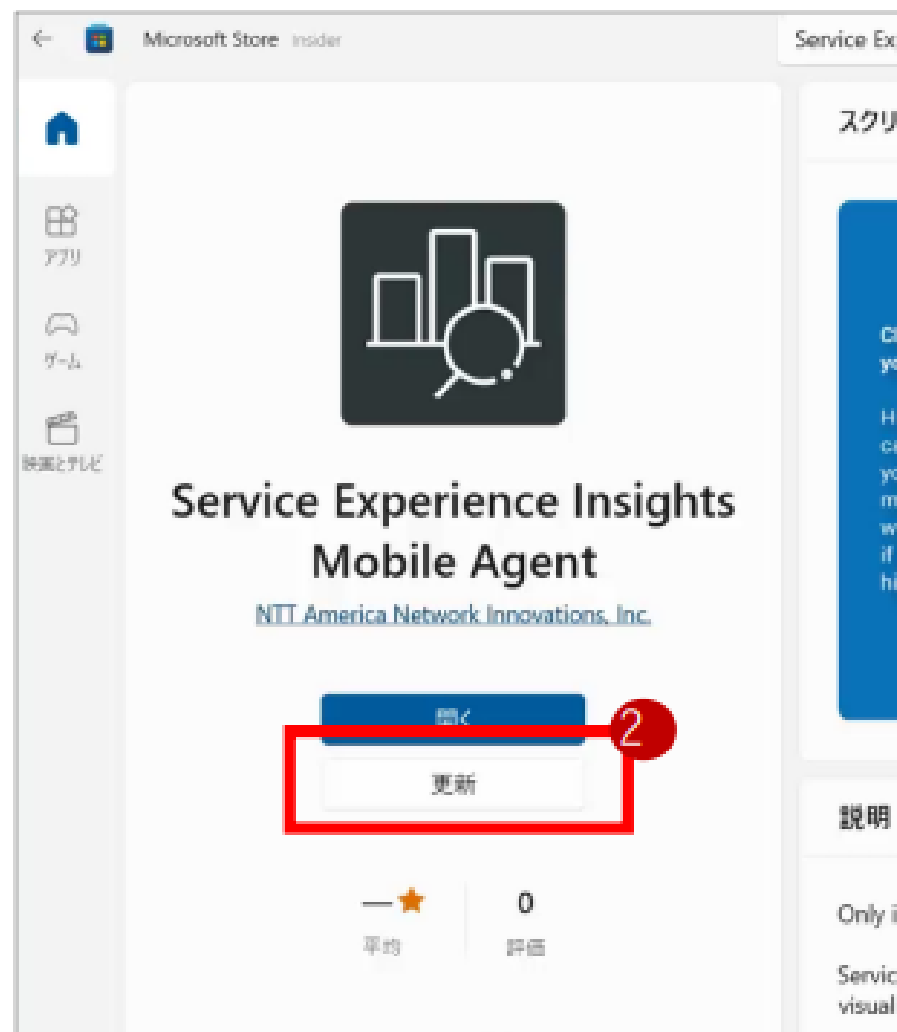 Microsoft Store Insider
Service Ex
アプリ
ゲーム
映画とテレビ
Service Experience Insights
Mobile Agent
NTT America Network Innovations, Inc.
開く
2
更新
平均
0
評価
スクリ
説明
Only i
Servic
visual